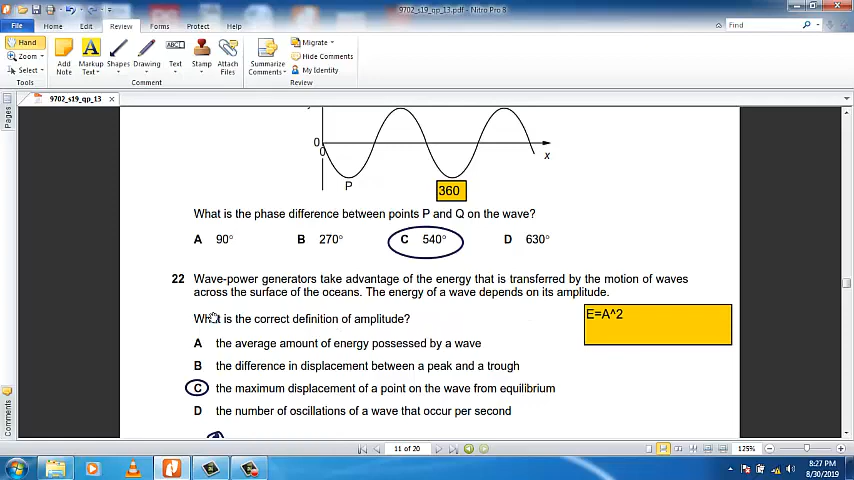 9702_s19_qp_13.pdf - Nitro Pro 8
File
Home
Edit
Review
Forms
Protect
Help
Find
Hand
Zoom
Select
Tools
Add Note
Markup Text
Drawing
Text
Stamp
Attach Files
Comment
Summarize Comments
Migrate
Hide Comments
My Identity
Review
9702_s19_qp_13
Pages
Comments
0
0
x
P
360
What is the phase difference between points P and Q on the wave?
A 90° B 270° C 540° D 630°
22 Wave-power generators take advantage of the energy that is transferred by the motion of waves
across the surface of the oceans. The energy of a wave depends on its amplitude.
E=A^2
What is the correct definition of amplitude?
A the average amount of energy possessed by a wave
B the difference in displacement between a peak and a trough
C the maximum displacement of a point on the wave from equilibrium
D the number of oscillations of a wave that occur per second
11 of 20
125%
8:27 PM
8/30/2019